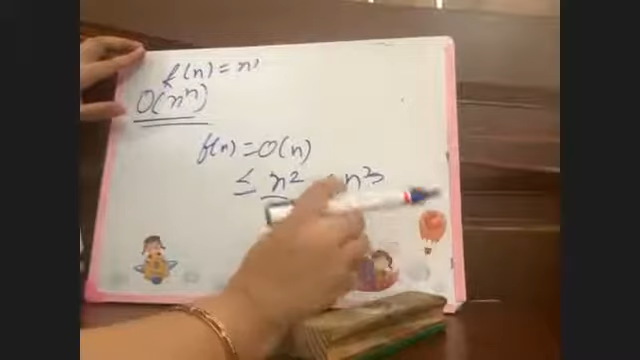 f(n) = n!
O(nⁿ)
f(n) = O(n)
≤ n² n³